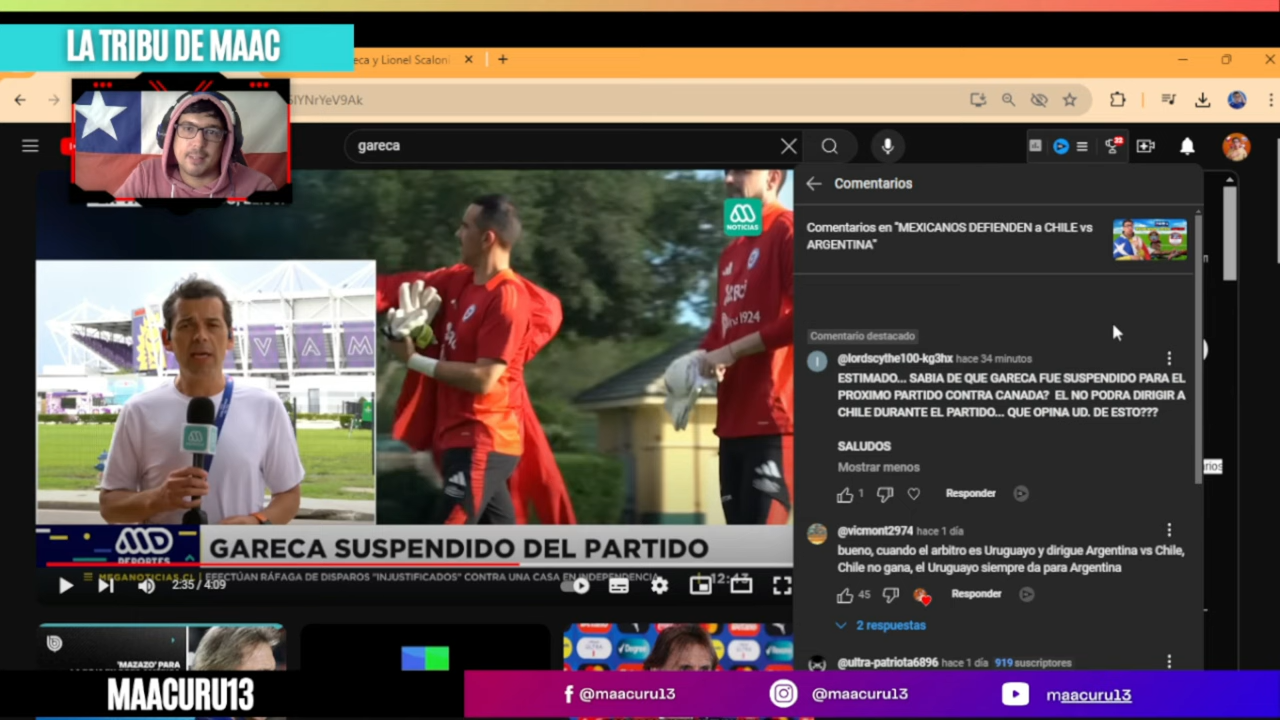 LA TRIBU DE MAAC
eca y Lionel Scaloni
SIYNrYeV9Ak
gareca
NOTICIAS
VAM
1924
MD
DEPORTES
GARECA SUSPENDIDO DEL PARTIDO
MEGANOTICIAS.CL | EFECTÚAN RÁFAGA DE DISPAROS "INJUSTIFICADOS" CONTRA UNA CASA EN INDEPENDENCIA
2:35 / 4:09
'MAZAZO' PARA
Comentarios
Comentarios en "MEXICANOS DEFIENDEN a CHILE vs
ARGENTINA"
Comentario destacado
@lordscythe100-kg3hx hace 34 minutos
ESTIMADO... SABIA DE QUE GARECA FUE SUSPENDIDO PARA EL
PROXIMO PARTIDO CONTRA CANADA? EL NO PODRA DIRIGIR A
CHILE DURANTE EL PARTIDO... QUE OPINA UD. DE ESTO???
SALUDOS
Mostrar menos
1
Responder
@vicmont2974 hace 1 día
bueno, cuando el arbitro es Uruguayo y dirigue Argentina vs Chile,
Chile no gana, el Uruguayo siempre da para Argentina
45
Responder
2 respuestas
@ultra-patriota6896 hace 1 día 919 suscriptores
MAACURU13
@maacuru13
@maacuru13
maacuru13